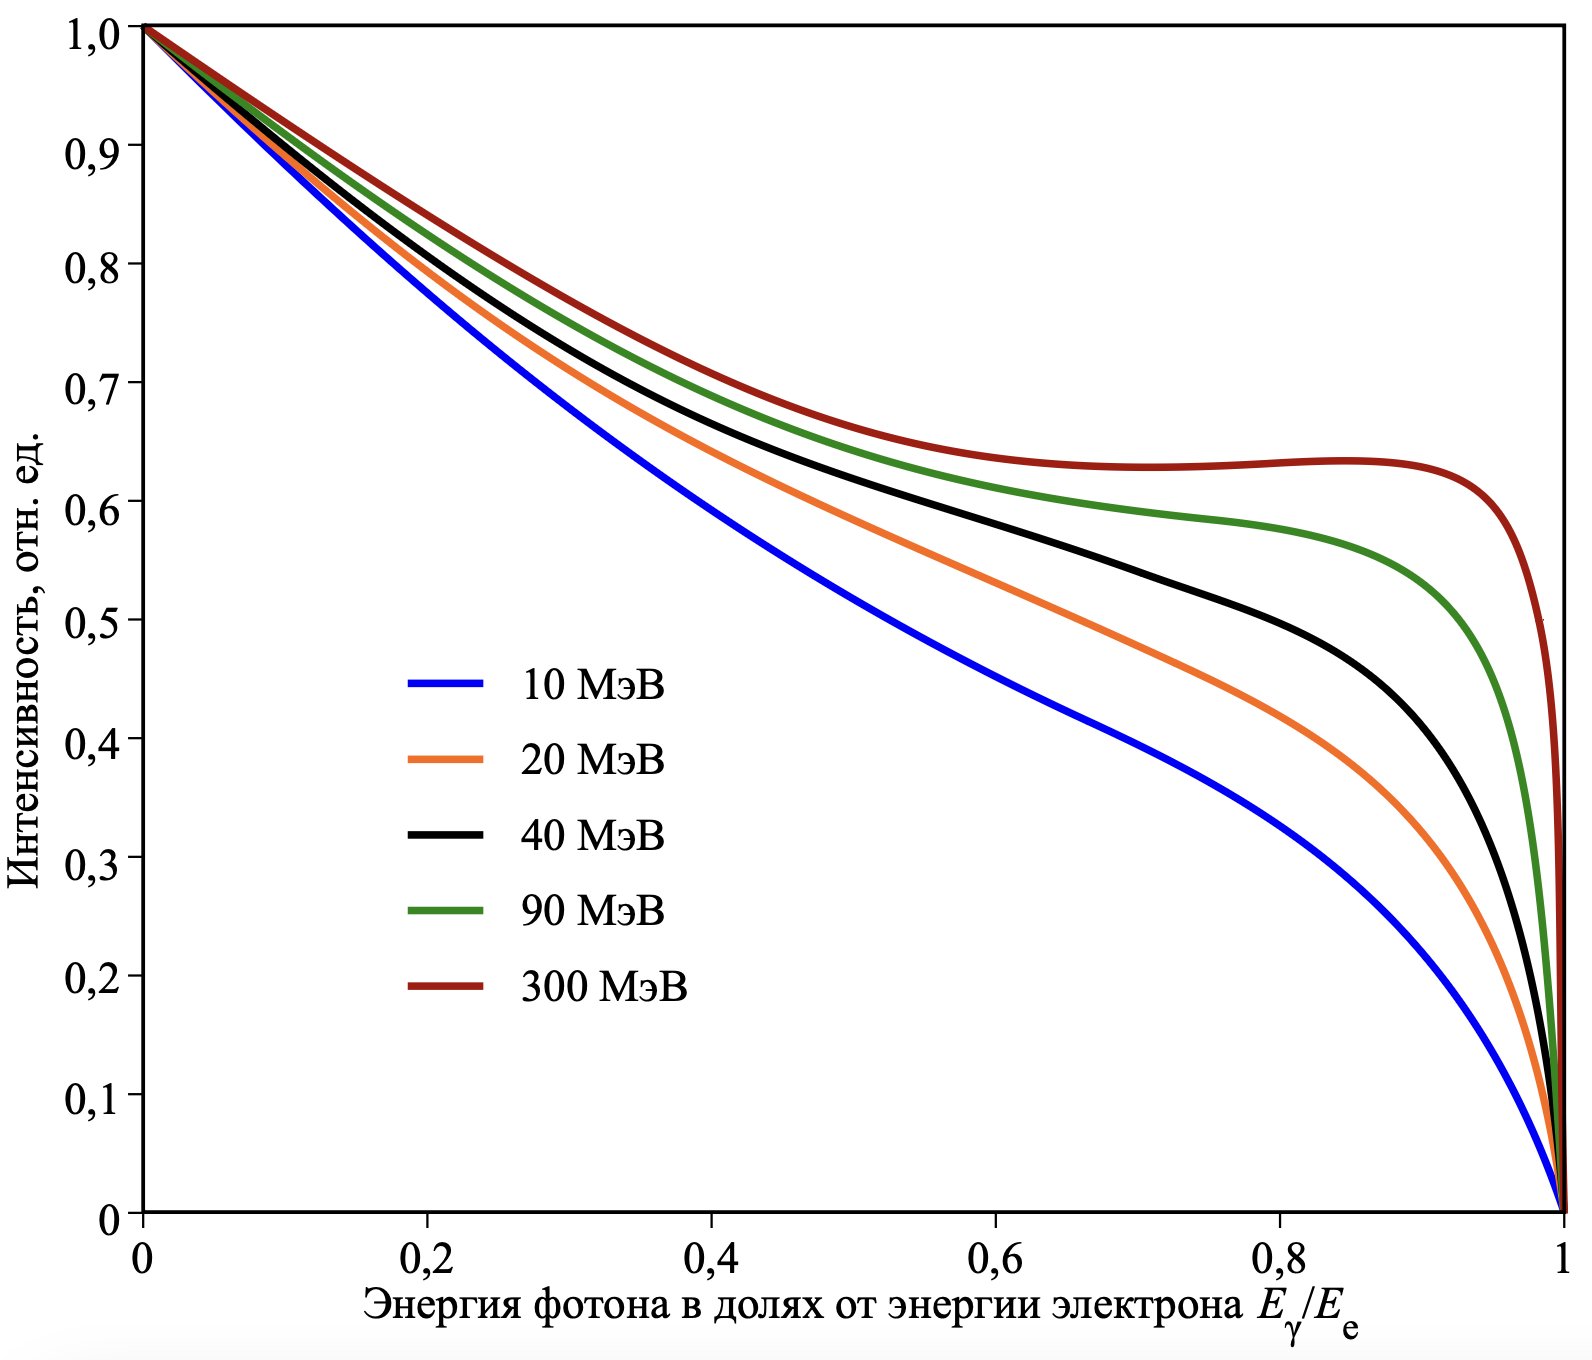 Интенсивность, отн. ед.
1,0
0,9
0,8
0,7
0,6
0,5
0,4
0,3
0,2
0,1
0
10 МэВ
20 МэВ
40 МэВ
90 МэВ
300 МэВ
0 0,2 0,4 0,6 0,8 1
Энергия фотона в долях от энергии электрона Eγ/Ee